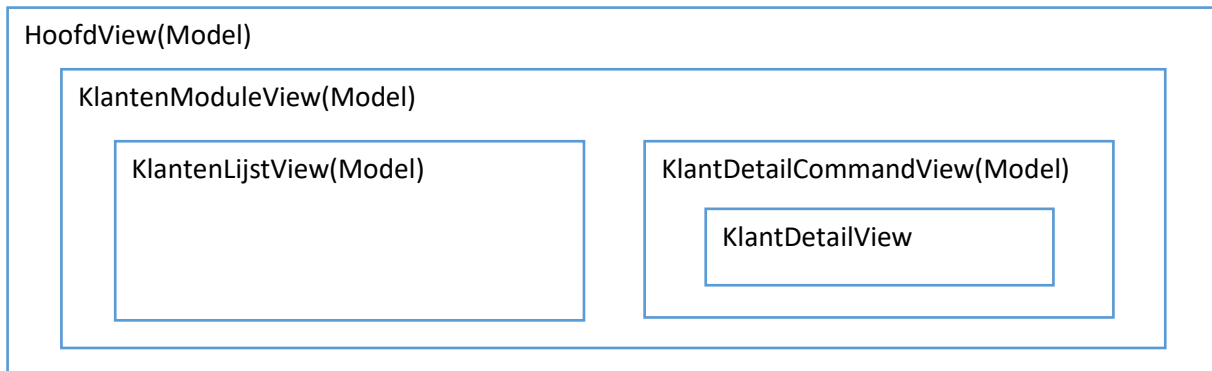 HoofdView(Model)
KlantenModuleView(Model)
KlantenLijstView(Model)
KlantDetailCommandView(Model)
KlantDetailView